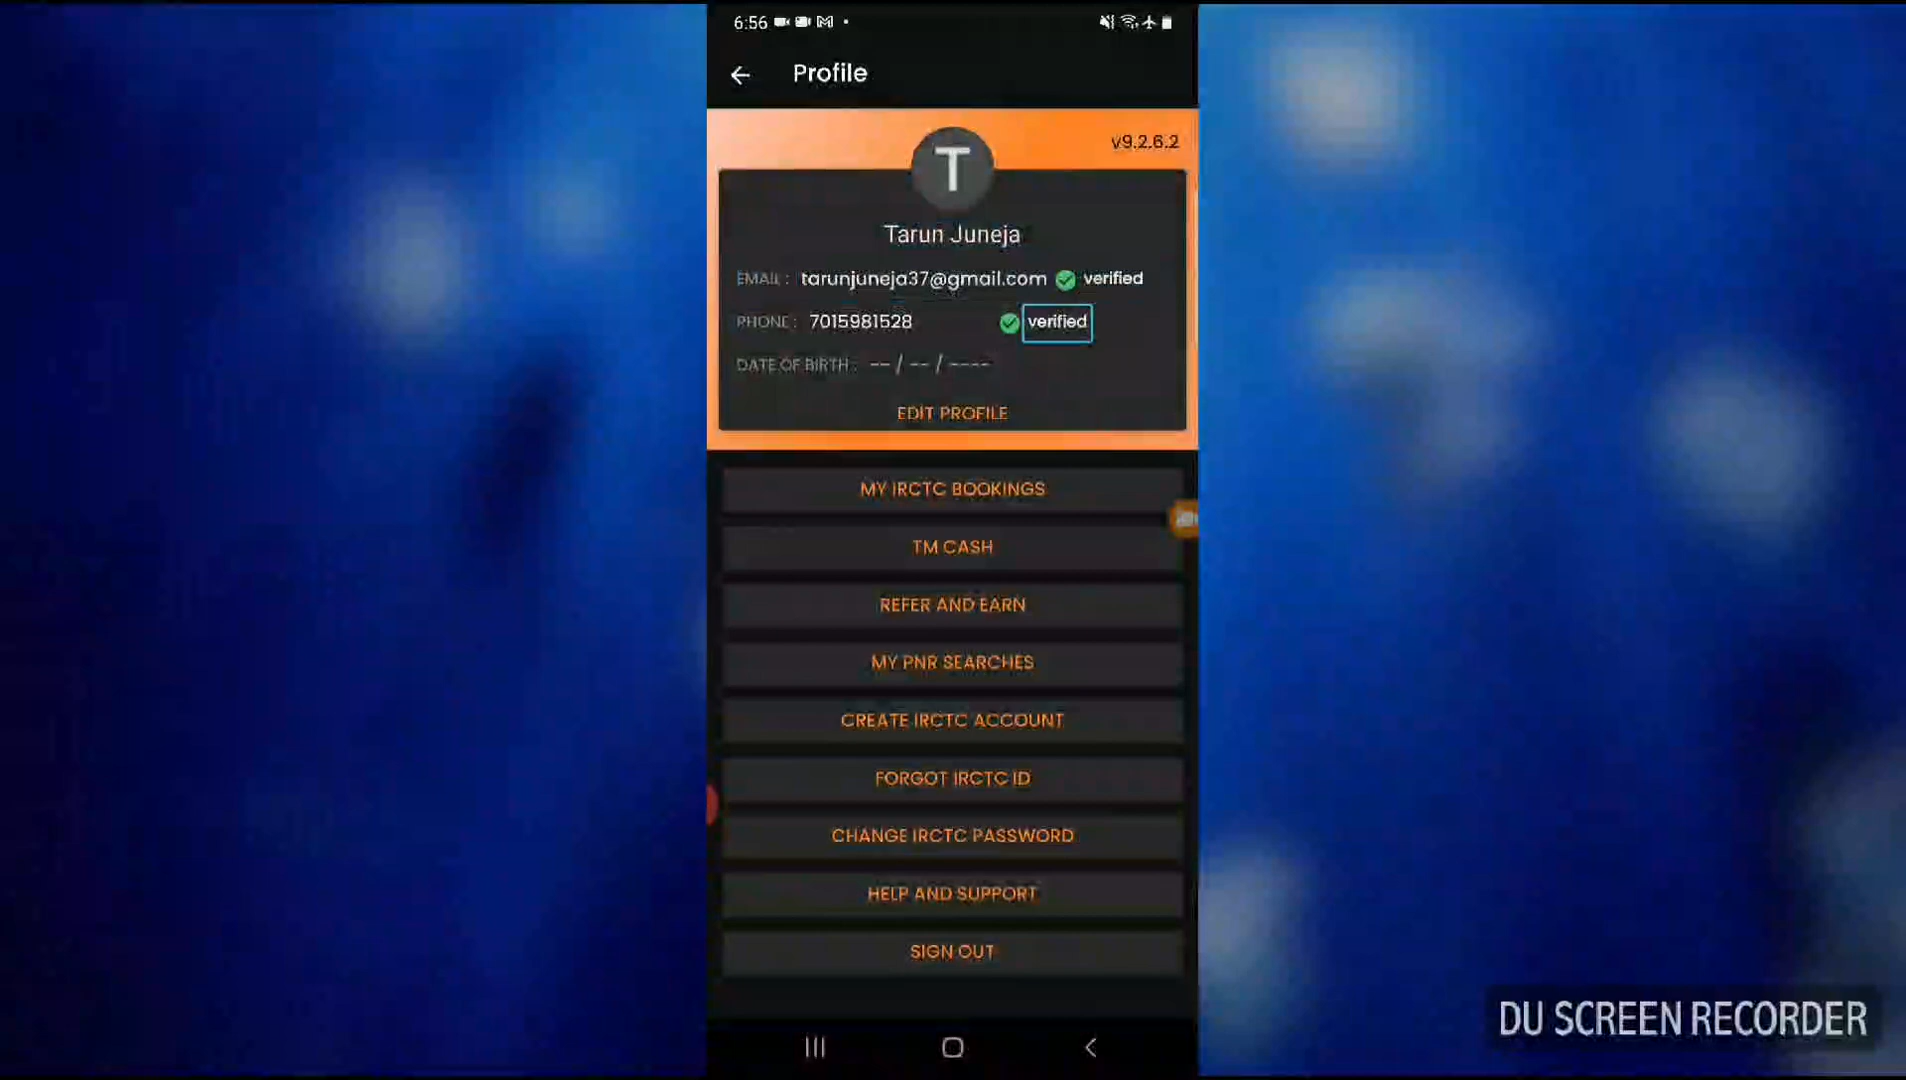 6:56
Profile
v9.2.6.2
T
Tarun Juneja
EMAIL : tarunjuneja37@gmail.com verified
PHONE : 7015981528 verified
DATE OF BIRTH : -- / -- / ----
EDIT PROFILE
MY IRCTC BOOKINGS
TM CASH
REFER AND EARN
MY PNR SEARCHES
CREATE IRCTC ACCOUNT
FORGOT IRCTC ID
CHANGE IRCTC PASSWORD
HELP AND SUPPORT
SIGN OUT
DU SCREEN RECORDER